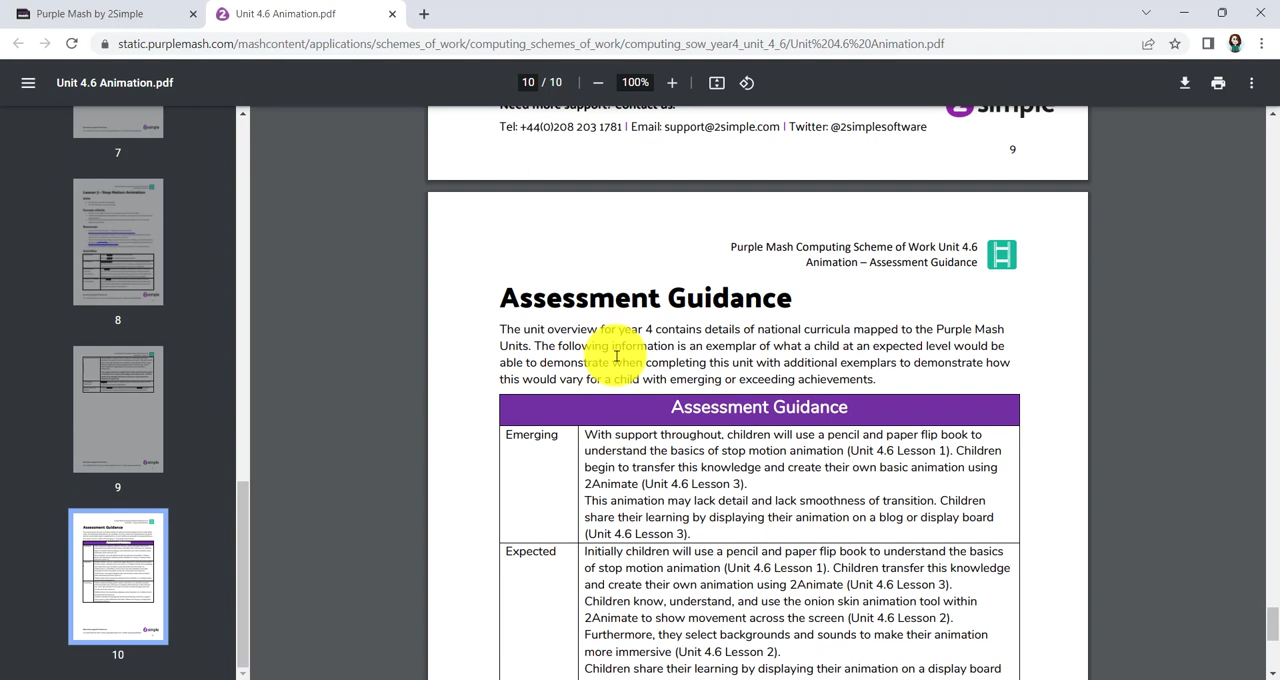 Purple Mash by 2Simple
Unit 4.6 Animation.pdf
static.purplemash.com/mashcontent/applications/schemes_of_work/computing_schemes_of_work/computing_sow_year4_unit_4_6/Unit%204.6%20Animation.pdf
Unit 4.6 Animation.pdf
10 / 10
100%
7
8
9
10
Need more support? Contact us:
2simple
Tel: +44(0)208 203 1781 | Email: support@2simple.com | Twitter: @2simplesoftware
9
Purple Mash Computing Scheme of Work Unit 4.6
Animation – Assessment Guidance
Assessment Guidance
The unit overview for year 4 contains details of national curricula mapped to the Purple Mash
Units. The following information is an exemplar of what a child at an expected level would be
able to demonstrate when completing this unit with additional exemplars to demonstrate how
this would vary for a child with emerging or exceeding achievements.
Assessment Guidance
Emerging
With support throughout, children will use a pencil and paper flip book to
understand the basics of stop motion animation (Unit 4.6 Lesson 1). Children
begin to transfer this knowledge and create their own basic animation using
2Animate (Unit 4.6 Lesson 3).
This animation may lack detail and lack smoothness of transition. Children
share their learning by displaying their animation on a blog or display board
(Unit 4.6 Lesson 3).
Expected
Initially children will use a pencil and paper flip book to understand the basics
of stop motion animation (Unit 4.6 Lesson 1). Children transfer this knowledge
and create their own animation using 2Animate (Unit 4.6 Lesson 3).
Children know, understand, and use the onion skin animation tool within
2Animate to show movement across the screen (Unit 4.6 Lesson 2).
Furthermore, they select backgrounds and sounds to make their animation
more immersive (Unit 4.6 Lesson 2).
Children share their learning by displaying their animation on a display board